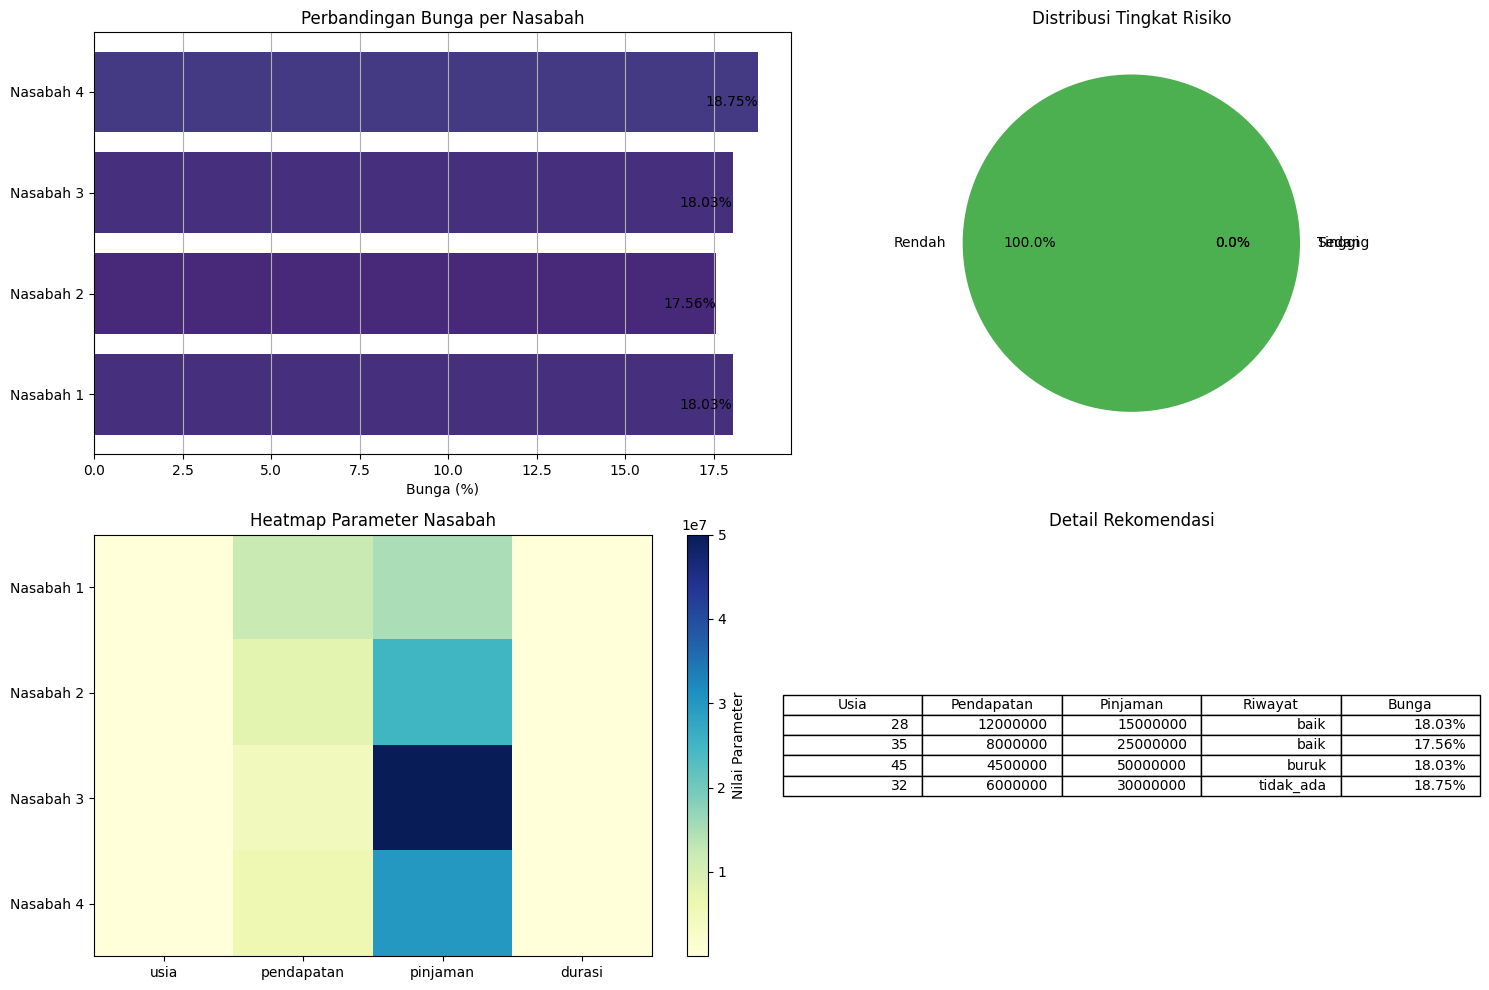 Perbandingan Bunga per Nasabah
Nasabah 4
18.75%
Nasabah 3
18.03%
Nasabah 2
17.56%
Nasabah 1
18.03%
0.0 2.5 5.0 7.5 10.0 12.5 15.0 17.5
Bunga (%)
Distribusi Tingkat Risiko
Rendah 100.0% 0.0%
Heatmap Parameter Nasabah
Nasabah 1
Nasabah 2
Nasabah 3
Nasabah 4
usia pendapatan pinjaman durasi
1e7
5
4
3
2
1
Nilai Parameter
Detail Rekomendasi
Usia Pendapatan Pinjaman Riwayat Bunga
28 12000000 15000000 baik 18.03%
35 8000000 25000000 baik 17.56%
45 4500000 50000000 buruk 18.03%
32 6000000 30000000 tidak_ada 18.75%